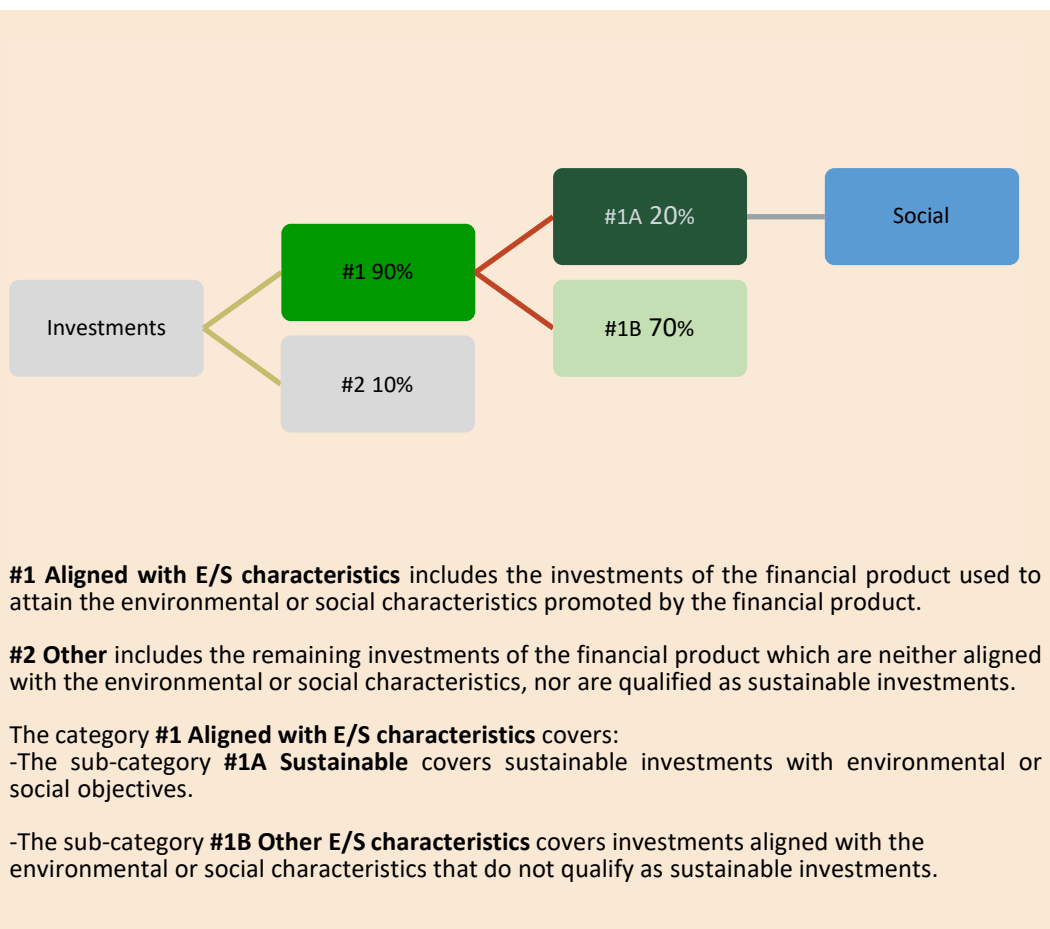 #1A 20%
Social
#1 90%
Investments
#1B 70%
#2 10%
#1 Aligned with E/S characteristics includes the investments of the financial product used to
attain the environmental or social characteristics promoted by the financial product.
#2 Other includes the remaining investments of the financial product which are neither aligned
with the environmental or social characteristics, nor are qualified as sustainable investments.
The category #1 Aligned with E/S characteristics covers:
-The sub-category #1A Sustainable covers sustainable investments with environmental or
social objectives.
-The sub-category #1B Other E/S characteristics covers investments aligned with the
environmental or social characteristics that do not qualify as sustainable investments.